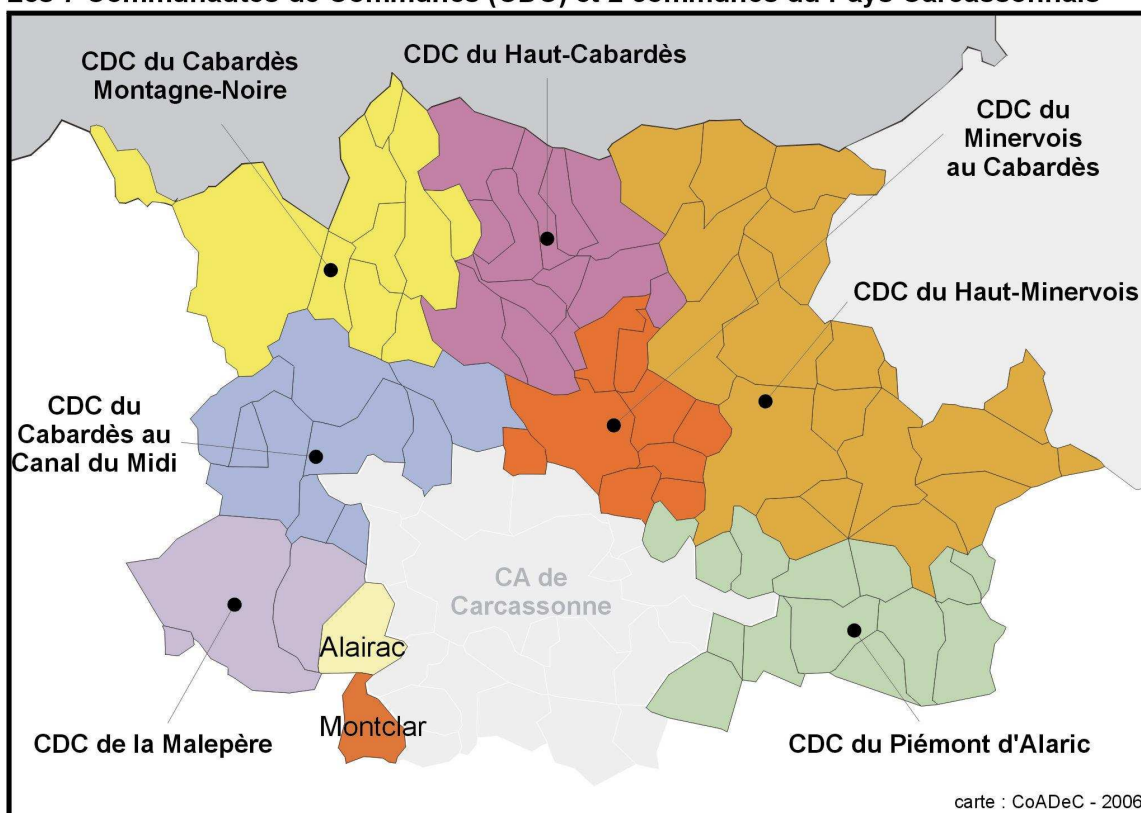 Les 7 Communautés de Communes (CDC) et 2 communes du Pays Carcassonnais
CDC du Cabardès
Montagne-Noire
CDC du Haut-Cabardès
CDC du
Minervois
au Cabardès
CDC du Haut-Minervois
CDC du
Cabardès au
Canal du Midi
CA de
Carcassonne
Alairac
Montclar
CDC de la Malepère
CDC du Piémont d'Alaric
carte : CoADeC - 2006